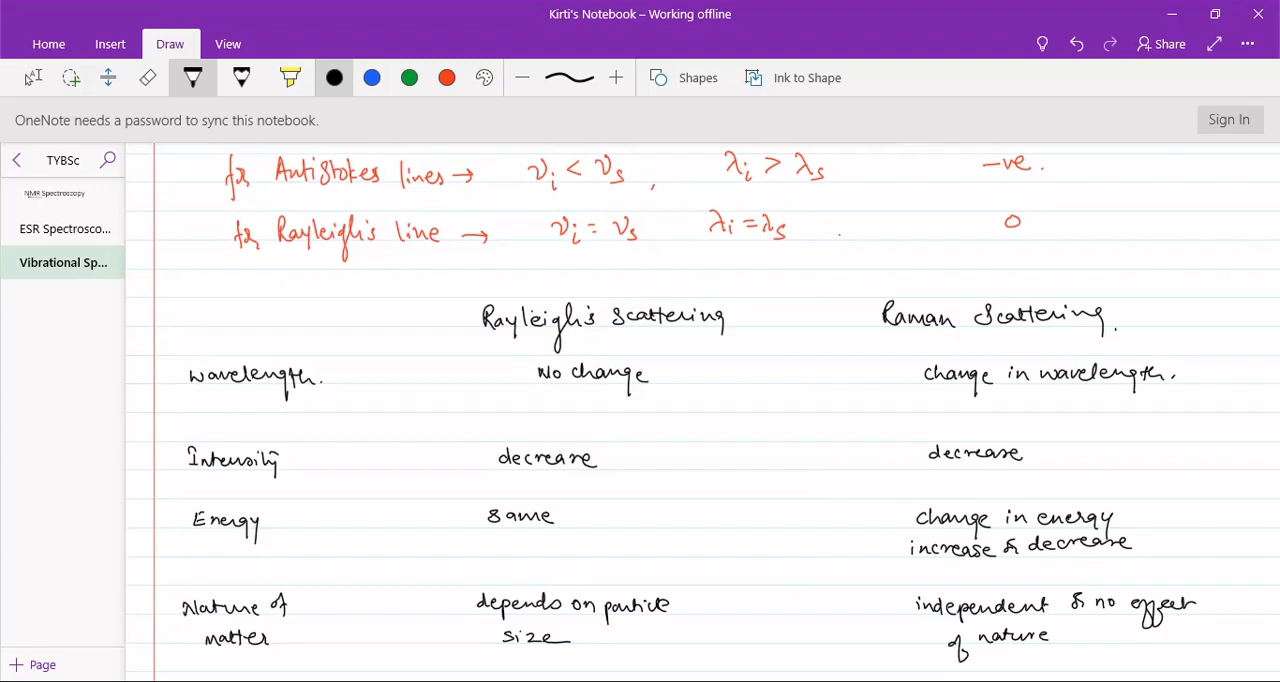 Kirti's Notebook – Working offline
Home Insert Draw View
Share
Shapes Ink to Shape
OneNote needs a password to sync this notebook. Sign In
TYBSc
NMR Spectroscopy
ESR Spectrosco...
Vibrational Sp...
Page
for AntiStokes lines → νi < νs , λi > λs -ve.
for Rayleigh's line → νi = νs λi = λs 0
Rayleigh's Scattering Raman Scattering.
Wavelength. No change change in wavelength.
Intensity decrease decrease
Energy same change in energy
increase & decrease
Nature of depends on particle independent & no effect
matter size of nature